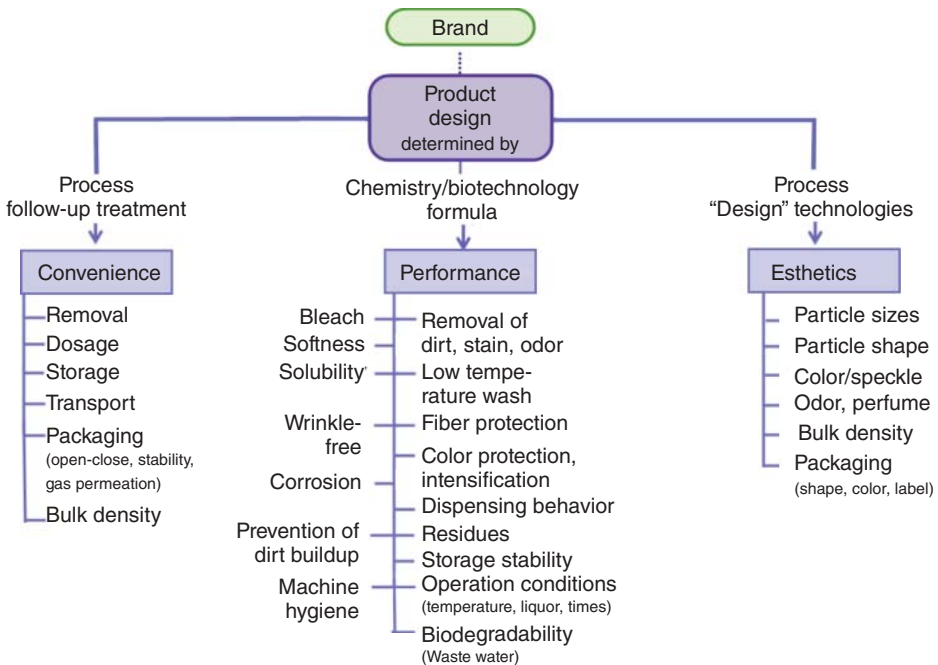 Brand
Product
design
determined by
Process
follow-up treatment
Chemistry/biotechnology
formula
Process
“Design” technologies
Convenience
Removal
Dosage
Storage
Transport
Packaging
(open-close, stability,
gas permeation)
Bulk density
Performance
Bleach
Softness
Solubility
Wrinkle-
free
Corrosion
Prevention of
dirt buildup
Machine
hygiene
Removal of
dirt, stain, odor
Low tempe-
rature wash
Fiber protection
Color protection,
intensification
Dispensing behavior
Residues
Storage stability
Operation conditions
(temperature, liquor, times)
Biodegradability
(Waste water)
Esthetics
Particle sizes
Particle shape
Color/speckle
Odor, perfume
Bulk density
Packaging
(shape, color, label)